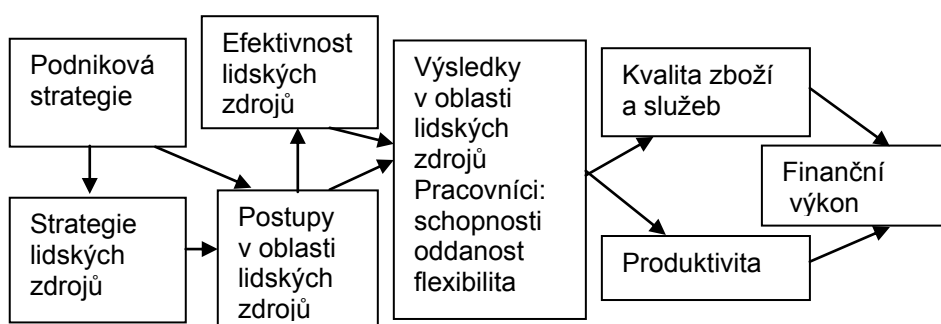 Podniková
strategie
Strategie
lidských
zdrojů
Efektivnost
lidských
zdrojů
Postupy
v oblasti
lidských
zdrojů
Výsledky
v oblasti
lidských
zdrojů
Pracovníci:
schopnosti
oddanost
flexibilita
Kvalita zboží
a služeb
Produktivita
Finanční
výkon